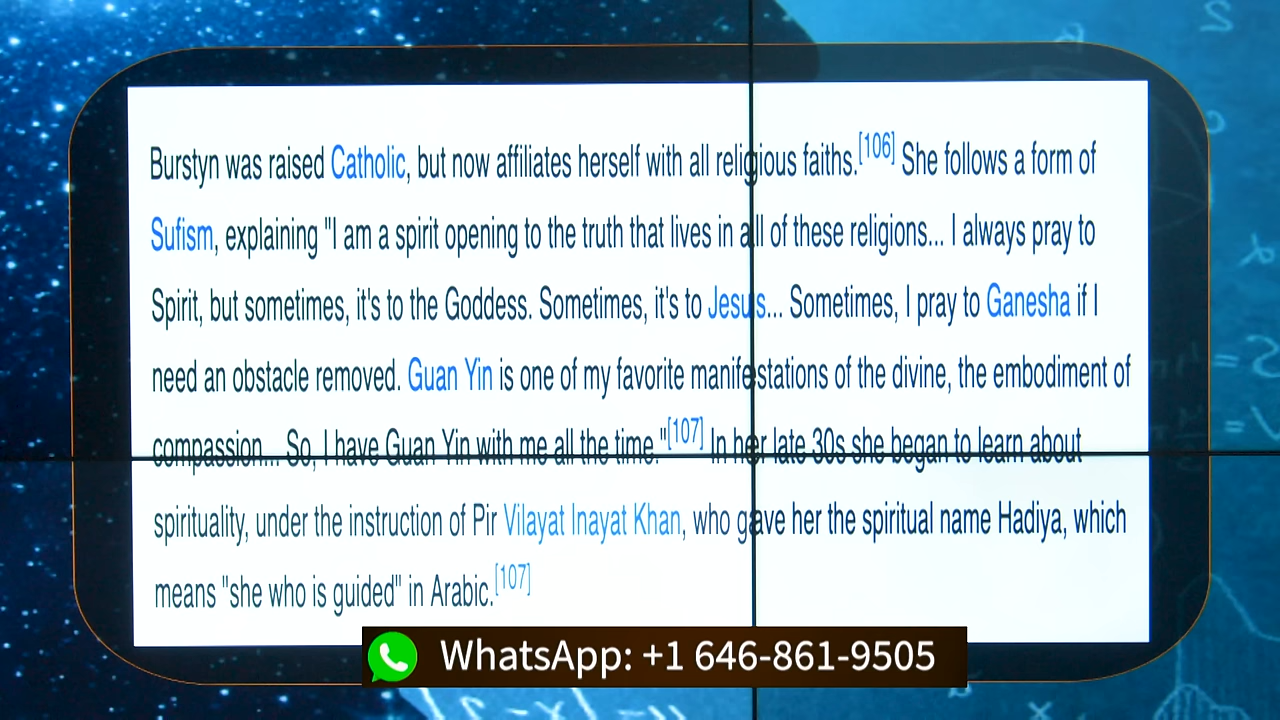 Burstyn was raised Catholic, but now affiliates herself with all religious faiths.[106] She follows a form of
Sufism, explaining "I am a spirit opening to the truth that lives in all of these religions... I always pray to
Spirit, but sometimes, it's to the Goddess. Sometimes, it's to Jesus... Sometimes, I pray to Ganesha if I
need an obstacle removed. Guan Yin is one of my favorite manifestations of the divine, the embodiment of
compassion... So, I have Guan Yin with me all the time."[107] In her late 30s she began to learn about
spirituality, under the instruction of Pir Vilayat Inayat Khan, who gave her the spiritual name Hadiya, which
means "she who is guided" in Arabic.[107]
WhatsApp: +1 646-861-9505